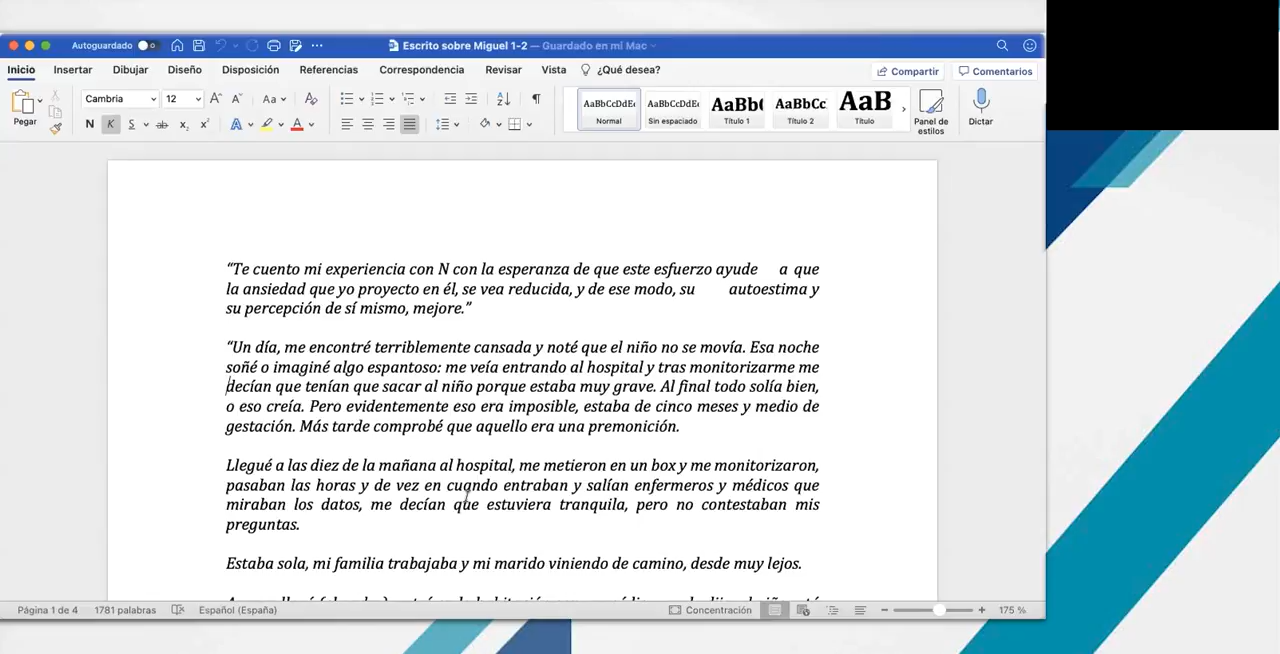 Autoguardado
Escrito sobre Miguel 1-2 — Guardado en mi Mac
Inicio Insertar Dibujar Diseño Disposición Referencias Correspondencia Revisar Vista ¿Qué desea? Compartir Comentarios
Pegar
Cambria 12 Aa
N K S ab x₂ x² A A
AaBbCcDdEe AaBbCcDdEe AaBbC AaBbCc AaB
Normal Sin espaciado Título 1 Título 2 Título
Panel de estilos
Dictar
“Te cuento mi experiencia con N con la esperanza de que este esfuerzo ayude a que
la ansiedad que yo proyecto en él, se vea reducida, y de ese modo, su autoestima y
su percepción de sí mismo, mejore.”
“Un día, me encontré terriblemente cansada y noté que el niño no se movía. Esa noche
soñé o imaginé algo espantoso: me veía entrando al hospital y tras monitorizarme me
decían que tenían que sacar al niño porque estaba muy grave. Al final todo solía bien,
o eso creía. Pero evidentemente eso era imposible, estaba de cinco meses y medio de
gestación. Más tarde comprobé que aquello era una premonición.
Llegué a las diez de la mañana al hospital, me metieron en un box y me monitorizaron,
pasaban las horas y de vez en cuando entraban y salían enfermeros y médicos que
miraban los datos, me decían que estuviera tranquila, pero no contestaban mis
preguntas.
Estaba sola, mi familia trabajaba y mi marido viniendo de camino, desde muy lejos.
Página 1 de 4 1781 palabras Español (España) Concentración 175 %